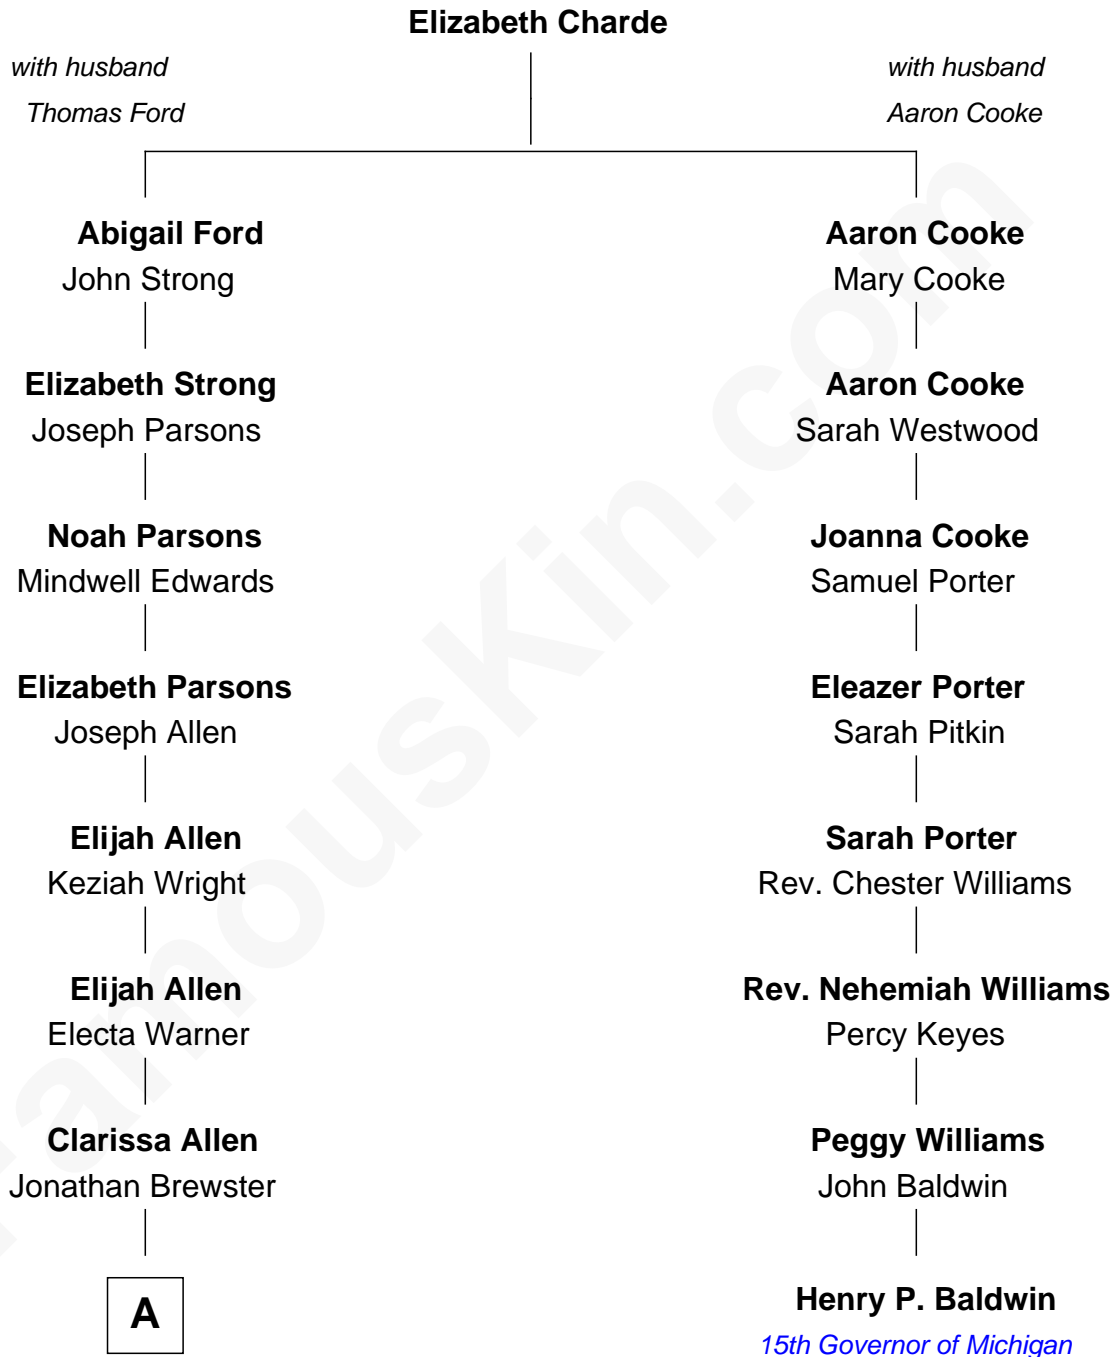 Elizabeth Charde
with husband
Thomas Ford
with husband
Aaron Cooke
Abigail Ford
John Strong
Aaron Cooke
Mary Cooke
Elizabeth Strong
Joseph Parsons
Aaron Cooke
Sarah Westwood
Noah Parsons
Mindwell Edwards
Joanna Cooke
Samuel Porter
Elizabeth Parsons
Joseph Allen
Eleazer Porter
Sarah Pitkin
Elijah Allen
Keziah Wright
Sarah Porter
Rev. Chester Williams
Elijah Allen
Electa Warner
Rev. Nehemiah Williams
Percy Keyes
Clarissa Allen
Jonathan Brewster
Peggy Williams
John Baldwin
A
Henry P. Baldwin
15th Governor of Michigan
FamousKin.com